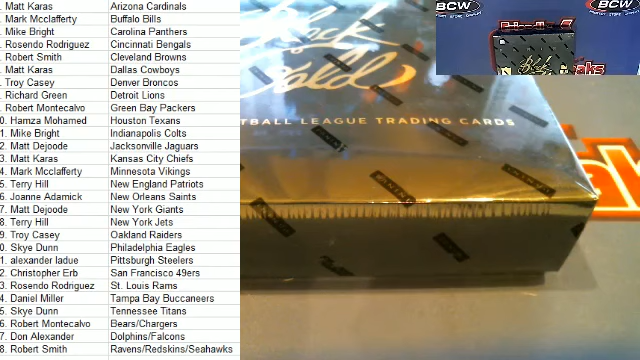 . Matt Karas Arizona Cardinals
. Mark Mcclafferty Buffalo Bills
. Mike Bright Carolina Panthers
. Rosendo Rodriguez Cincinnati Bengals
. Robert Smith Cleveland Browns
. Matt Karas Dallas Cowboys
. Troy Casey Denver Broncos
. Richard Green Detroit Lions
. Robert Montecalvo Green Bay Packers
0. Hamza Mohamed Houston Texans
1. Mike Bright Indianapolis Colts
2. Matt Dejoode Jacksonville Jaguars
3. Matt Karas Kansas City Chiefs
4. Mark Mcclafferty Minnesota Vikings
5. Terry Hill New England Patriots
6. Joanne Adamick New Orleans Saints
7. Matt Dejoode New York Giants
8. Terry Hill New York Jets
9. Troy Casey Oakland Raiders
0. Skye Dunn Philadelphia Eagles
1. alexander ladue Pittsburgh Steelers
2. Christopher Erb San Francisco 49ers
3. Rosendo Rodriguez St. Louis Rams
4. Daniel Miller Tampa Bay Buccaneers
5. Skye Dunn Tennessee Titans
6. Robert Montecalvo Bears/Chargers
7. Don Alexander Dolphins/Falcons
8. Robert Smith Ravens/Redskins/Seahawks
Black
Gold
TBALL LEAGUE TRADING CARDS
BCW
BCW
Black
aks